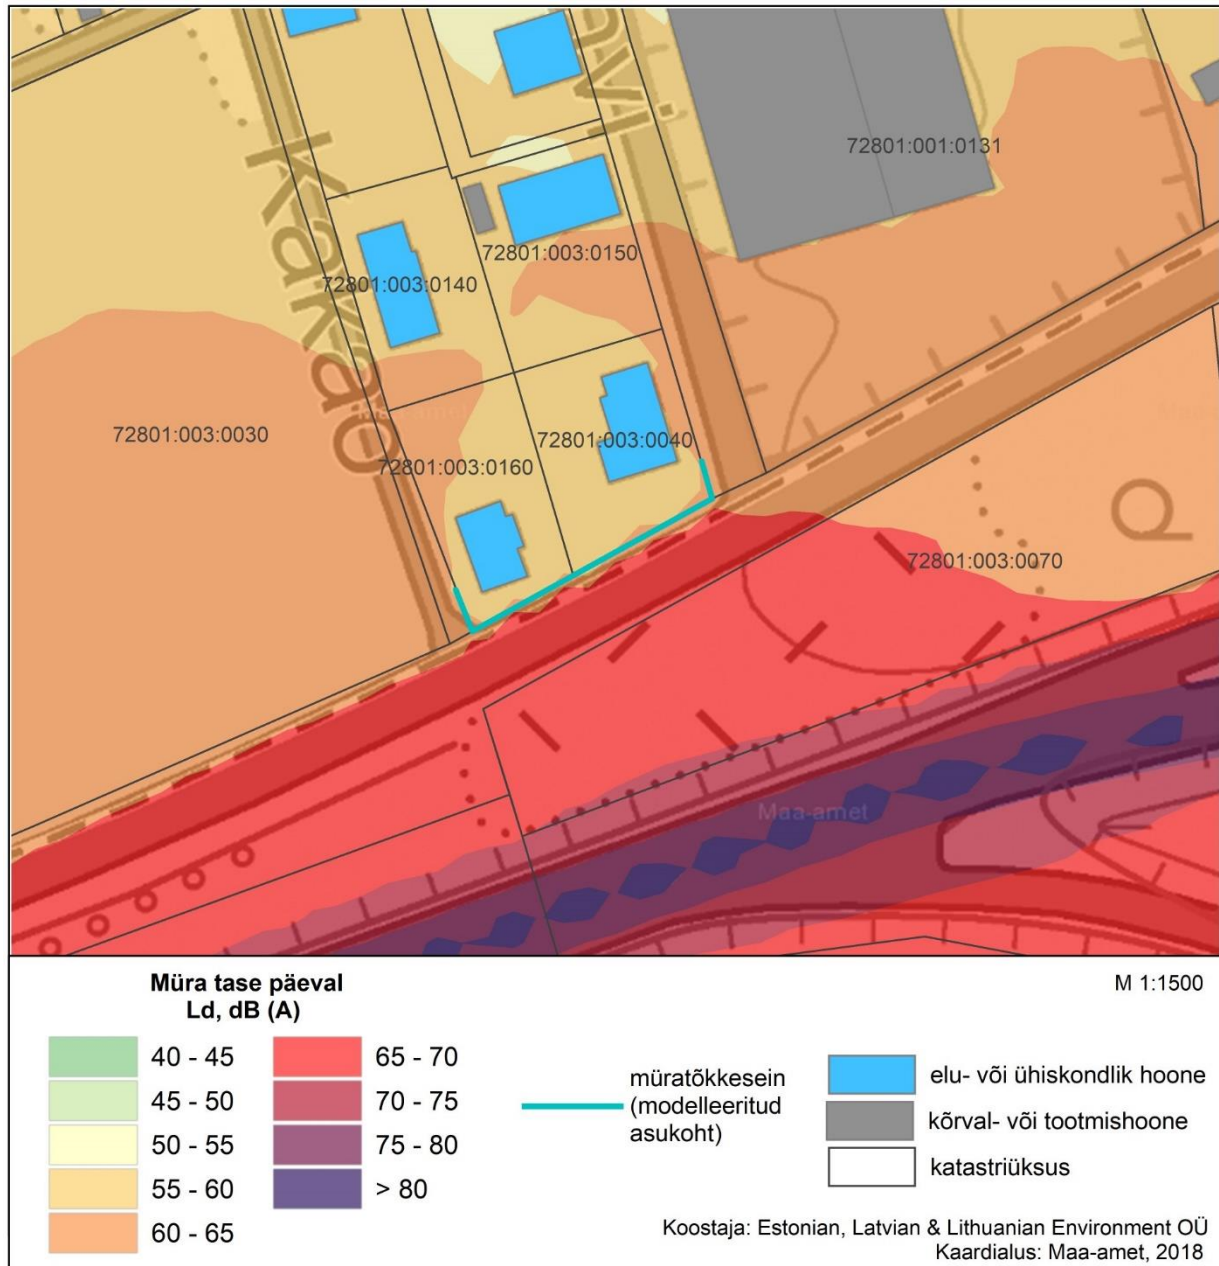 Kakao
avi
72801:001:0131
72801:003:0150
72801:003:0140
72801:003:0030
72801:003:0040
72801:003:0160
72801:003:0070
p
Maa-amet
Müra tase päeval
Ld, dB (A)
40 - 45
45 - 50
50 - 55
55 - 60
60 - 65
65 - 70
70 - 75
75 - 80
> 80
müratõkkesein
(modelleeritud
asukoht)
M 1:1500
elu- või ühiskondlik hoone
kõrval- või tootmishoone
katastriüksus
Koostaja: Estonian, Latvian & Lithuanian Environment OÜ
Kaardialus: Maa-amet, 2018